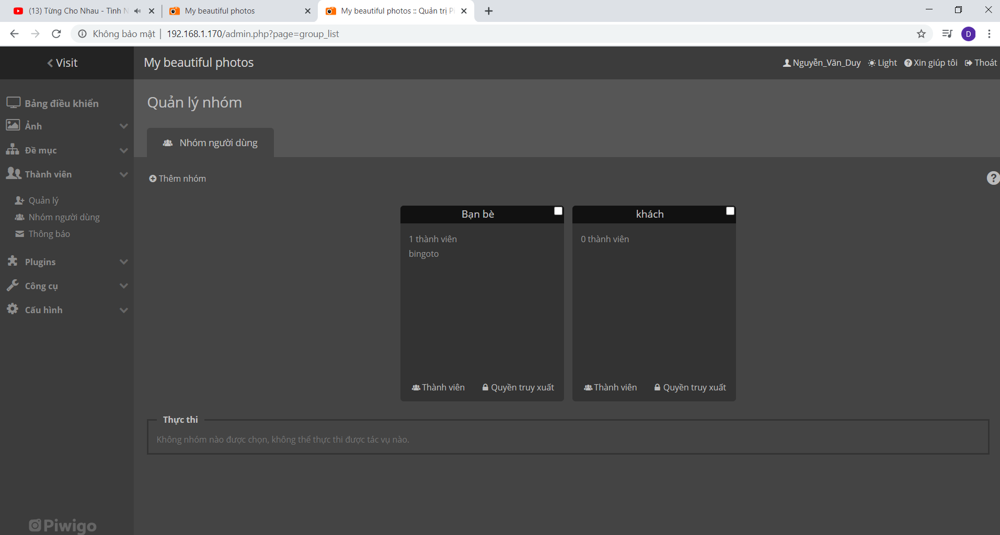 (13) Từng Cho Nhau - Tình N
My beautiful photos
My beautiful photos :: Quản trị Pi
Không bảo mật | 192.168.1.170/admin.php?page=group_list
D
Visit
My beautiful photos
Nguyễn_Văn_Duy Light Xin giúp tôi Thoát
Bảng điều khiển
Ảnh
Đề mục
Thành viên
Quản lý
Nhóm người dùng
Thông báo
Plugins
Công cụ
Cấu hình
Piwigo
Quản lý nhóm
Nhóm người dùng
Thêm nhóm
?
Bạn bè
1 thành viên
bingoto
Thành viên Quyền truy xuất
khách
0 thành viên
Thành viên Quyền truy xuất
Thực thi
Không nhóm nào được chọn, không thể thực thi được tác vụ nào.